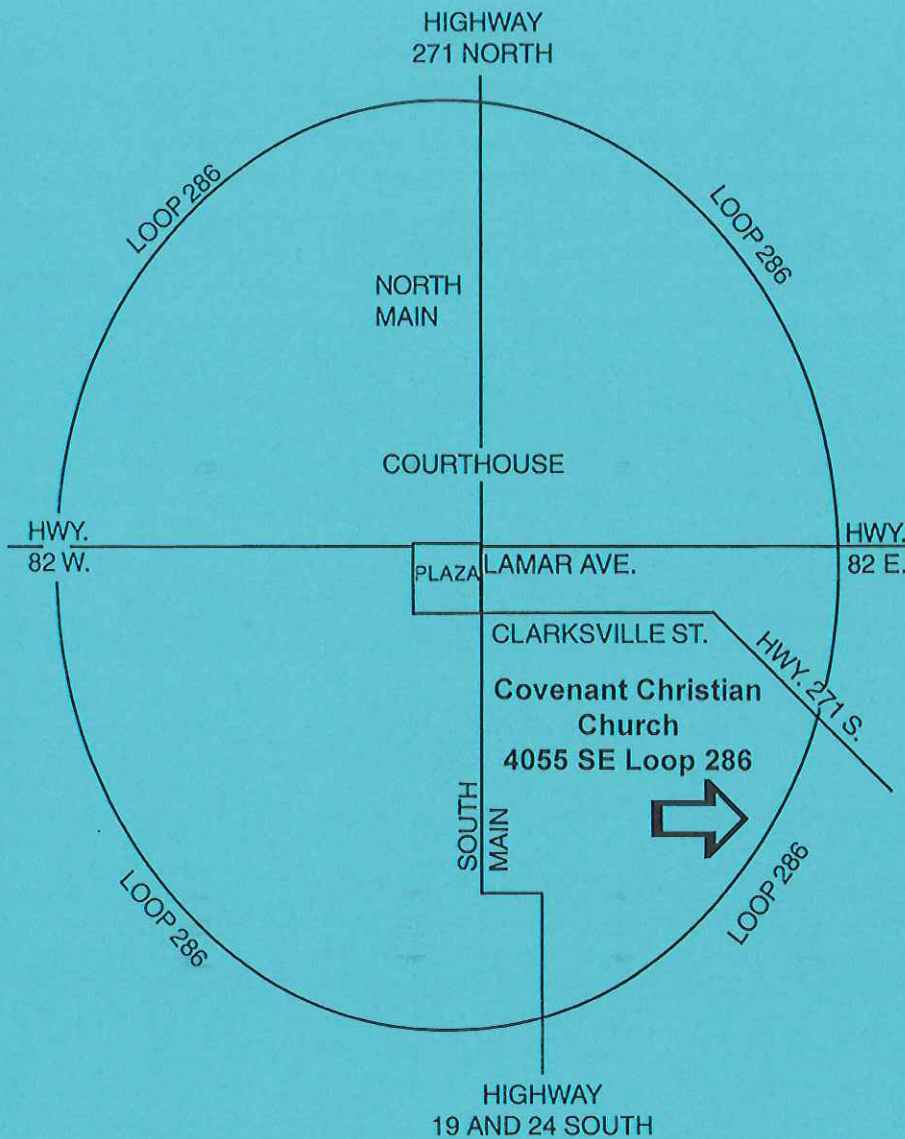 HIGHWAY
271 NORTH
LOOP 286
LOOP 286
NORTH
MAIN
COURTHOUSE
HWY.
82 W.
PLAZA
LAMAR AVE.
HWY.
82 E.
CLARKSVILLE ST.
HWY. 271 S.
Covenant Christian
Church
4055 SE Loop 286
SOUTH
MAIN
LOOP 286
LOOP 286
HIGHWAY
19 AND 24 SOUTH